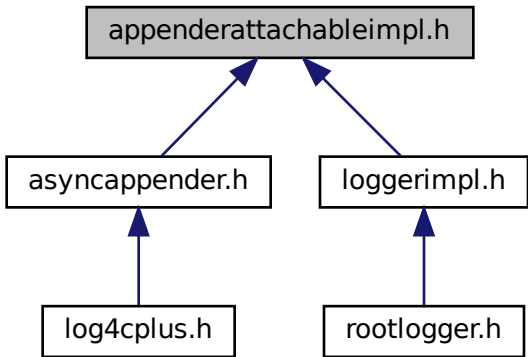 appenderattachableimpl.h
asyncappender.h
loggerimpl.h
log4cplus.h
rootlogger.h